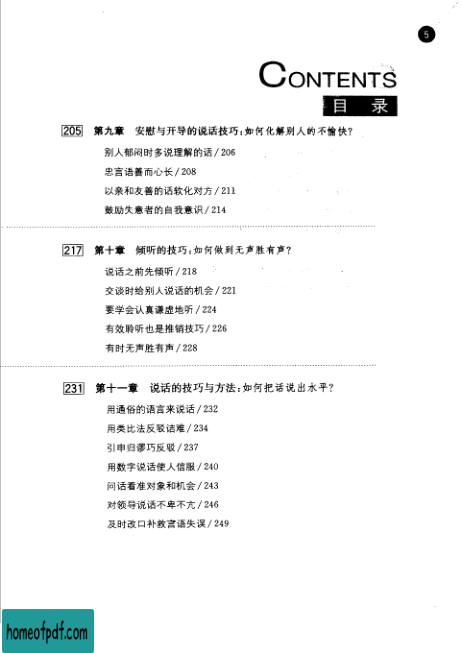 5
CONTENTS
目 录
205 第九章 安慰与开导的说话技巧:如何化解别人的不愉快?
别人郁闷时多说理解的话/206
忠言语善而心长/208
以亲和友善的话软化对方/211
鼓励失意者的自我意识/214
217 第十章 倾听的技巧:如何做到无声胜有声?
说话之前先倾听/218
交谈时给别人说话的机会/221
要学会认真谦虚地听/224
有效聆听也是推销技巧/226
有时无声胜有声/228
231 第十一章 说话的技巧与方法:如何把话说出水平?
用通俗的语言来说话/232
用类比法反驳诘难/234
引申归谬巧反驳/237
用数字说话使人信服/240
问话看准对象和机会/243
对领导说话不卑不亢/246
及时改口补救言语失误/249
homeofpdf.com